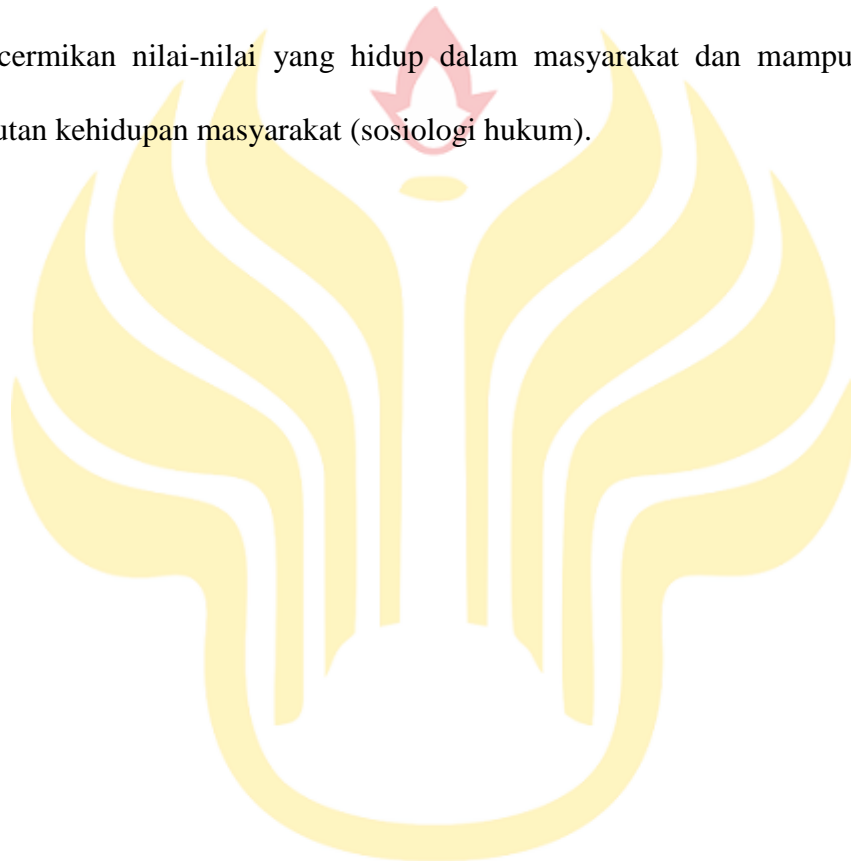 cermikan nilai-nilai yang hidup dalam masyarakat dan mampu
utan kehidupan masyarakat (sosiologi hukum).